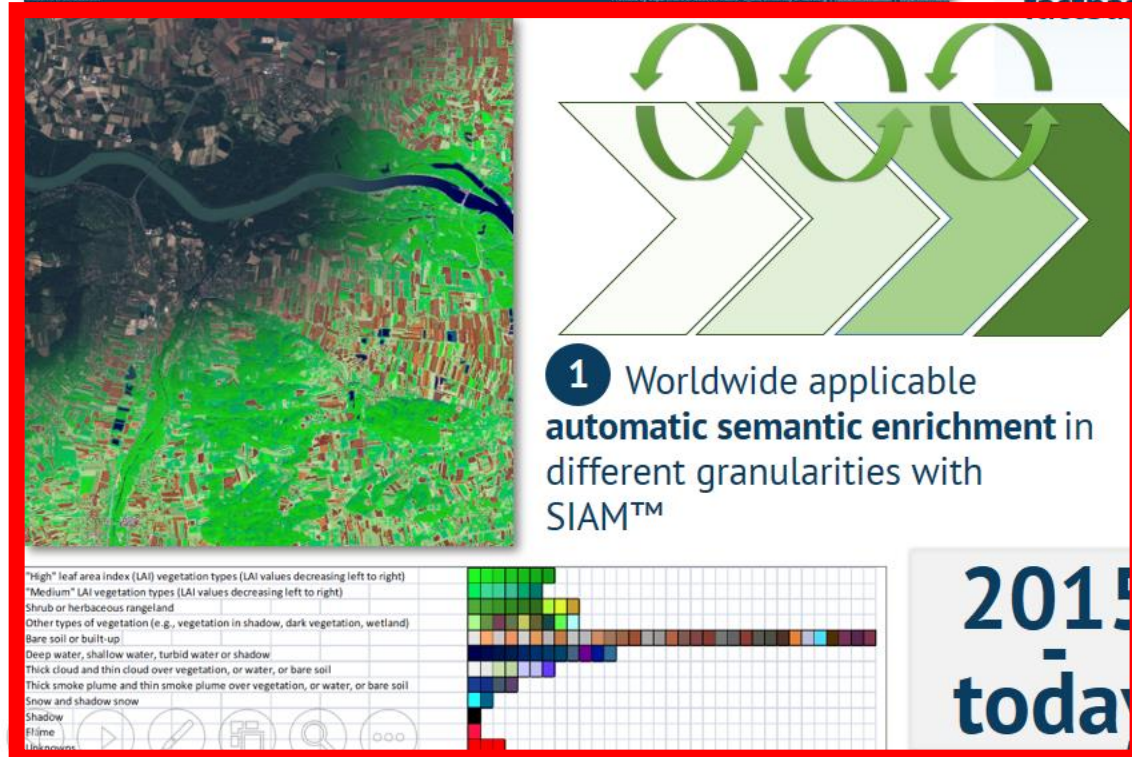 1 Worldwide applicable
automatic semantic enrichment in
different granularities with
SIAM™
"High" leaf area index (LAI) vegetation types (LAI values decreasing left to right)
"Medium" LAI vegetation types (LAI values decreasing left to right)
Shrub or herbaceous rangeland
Other types of vegetation (e.g., vegetation in shadow, dark vegetation, wetland)
Bare soil or built-up
Deep water, shallow water, turbid water or shadow
Thick cloud and thin cloud over vegetation, or water, or bare soil
Thick smoke plume and thin smoke plume over vegetation, or water, or bare soil
Snow and shadow snow
Shadow
Flame
Unknowns
2015
-
today